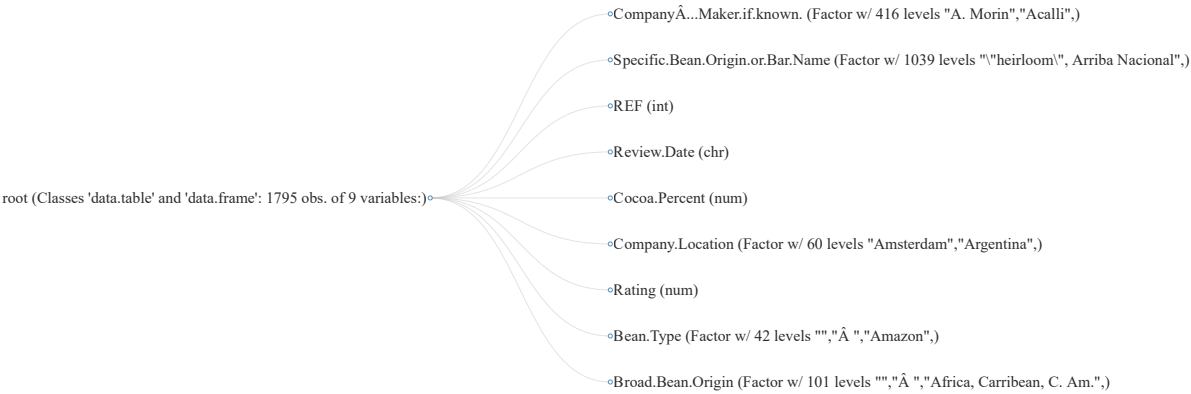 CompanyÂ...Maker.if.known. (Factor w/ 416 levels "A. Morin","Acalli",)
Specific.Bean.Origin.or.Bar.Name (Factor w/ 1039 levels "\"heirloom\", Arriba Nacional",)
REF (int)
Review.Date (chr)
root (Classes 'data.table' and 'data.frame': 1795 obs. of 9 variables:)
Cocoa.Percent (num)
Company.Location (Factor w/ 60 levels "Amsterdam","Argentina",)
Rating (num)
Bean.Type (Factor w/ 42 levels "","Â ","Amazon",)
Broad.Bean.Origin (Factor w/ 101 levels "","Â ","Africa, Carribean, C. Am.",)